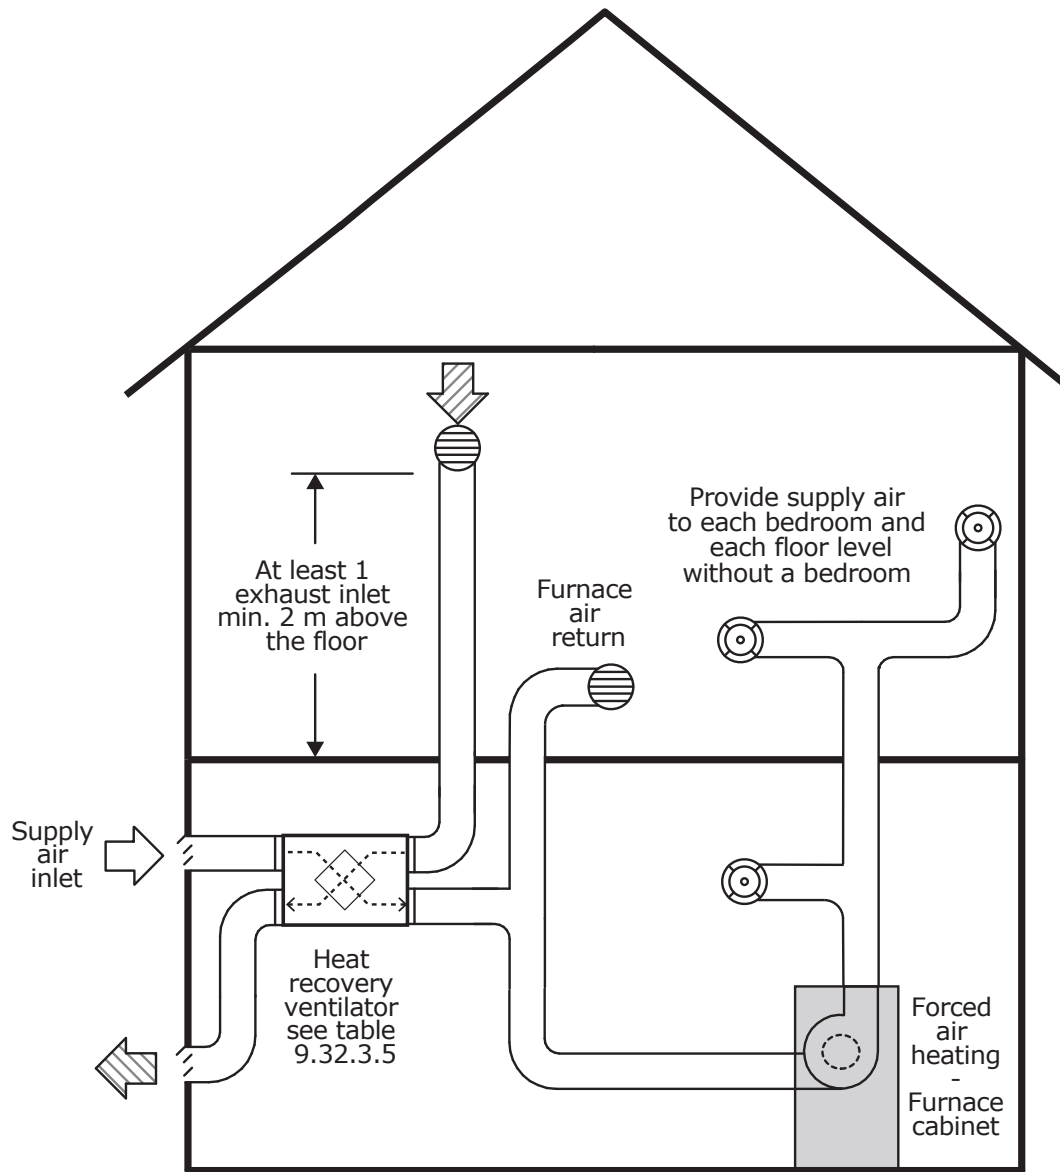 Provide supply air
to each bedroom and
each floor level
without a bedroom
At least 1
exhaust inlet
min. 2 m above
the floor
Furnace
air
return
Supply
air
inlet
Heat
recovery
ventilator
see table
9.32.3.5
Forced
air
heating
-
Furnace
cabinet